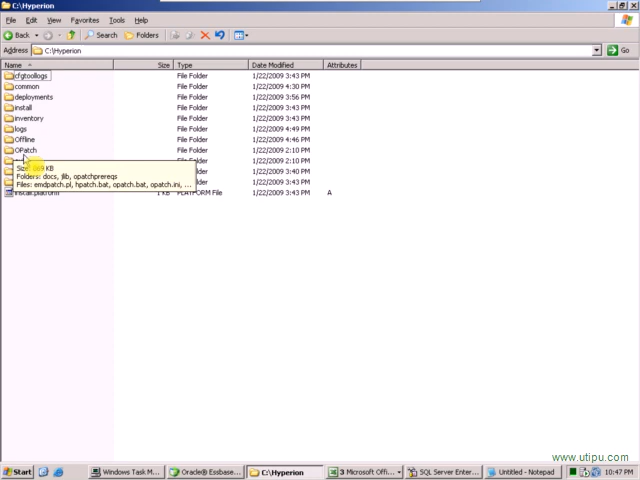 C:\Hyperion
File Edit View Favorites Tools Help
Back Search Folders
Address C:\Hyperion Go
Name Size Type Date Modified Attributes
cfgtoollogs File Folder 1/22/2009 3:43 PM
common File Folder 1/22/2009 4:30 PM
deployments File Folder 1/22/2009 3:56 PM
install File Folder 1/22/2009 3:43 PM
inventory File Folder 1/22/2009 3:43 PM
logs File Folder 1/22/2009 4:49 PM
Offline File Folder 1/22/2009 4:46 PM
OPatch File Folder 1/22/2009 2:10 PM
File Folder 1/22/2009 2:10 PM
File Folder 1/22/2009 3:40 PM
File Folder 1/22/2009 3:43 PM
install.platform 1 KB PLATFORM File 1/22/2009 3:43 PM A
Size: KB
Folders: docs, jlib, opatchprereqs
Files: emdpatch.pl, hpatch.bat, opatch.bat, opatch.ini, ...
www.utipu.com
Start Windows Task M... Oracle® Essbase... C:\Hyperion 3 Microsoft Offi... SQL Server Enter... Untitled - Notepad 10:47 PM